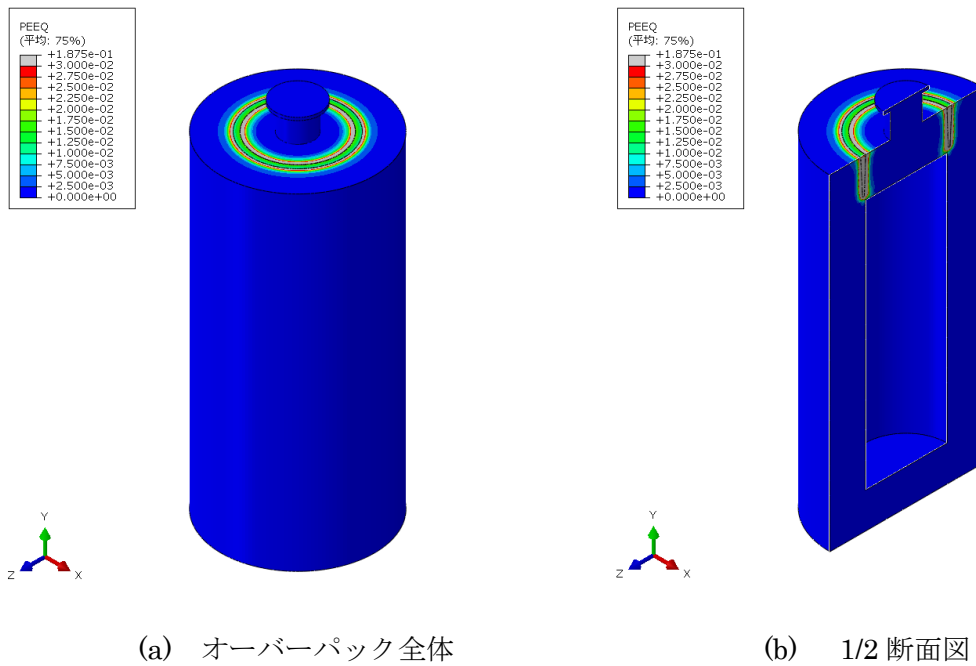 PEEQ
(平均: 75%)
+1.875e-01
+3.000e-02
+2.750e-02
+2.500e-02
+2.250e-02
+2.000e-02
+1.750e-02
+1.500e-02
+1.250e-02
+1.000e-02
+7.500e-03
+5.000e-03
+2.500e-03
+0.000e+00
Y
Z
X
(a) オーバーパック全体
PEEQ
(平均: 75%)
+1.875e-01
+3.000e-02
+2.750e-02
+2.500e-02
+2.250e-02
+2.000e-02
+1.750e-02
+1.500e-02
+1.250e-02
+1.000e-02
+7.500e-03
+5.000e-03
+2.500e-03
+0.000e+00
Y
Z
X
(b) 1/2 断面図